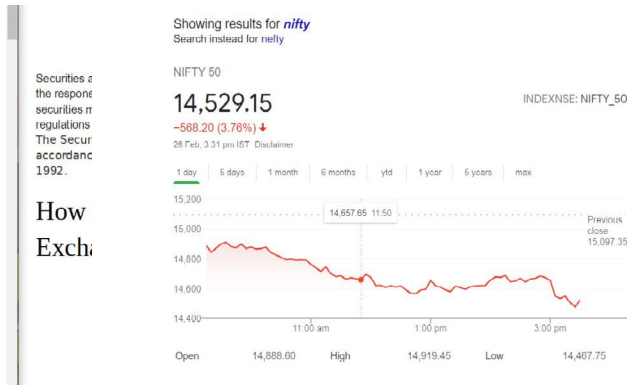 Showing results for nifty
Search instead for nefty
Securities a
the respons
securities m
regulations
The Secur
accordanc
1992.
How
Excha
NIFTY 50
14,529.15
INDEXNSE: NIFTY_50
−568.20 (3.76%)
26 Feb, 3.31 pm IST Disclaimer
1 day 5 days 1 month 6 months ytd 1 year 5 years max
15,200
14,657.65 11:50
15,000
Previous
close
15,097.35
14,800
14,600
14,400
11:00 am 1:00 pm 3:00 pm
Open 14,888.60 High 14,919.45 Low 14,467.75